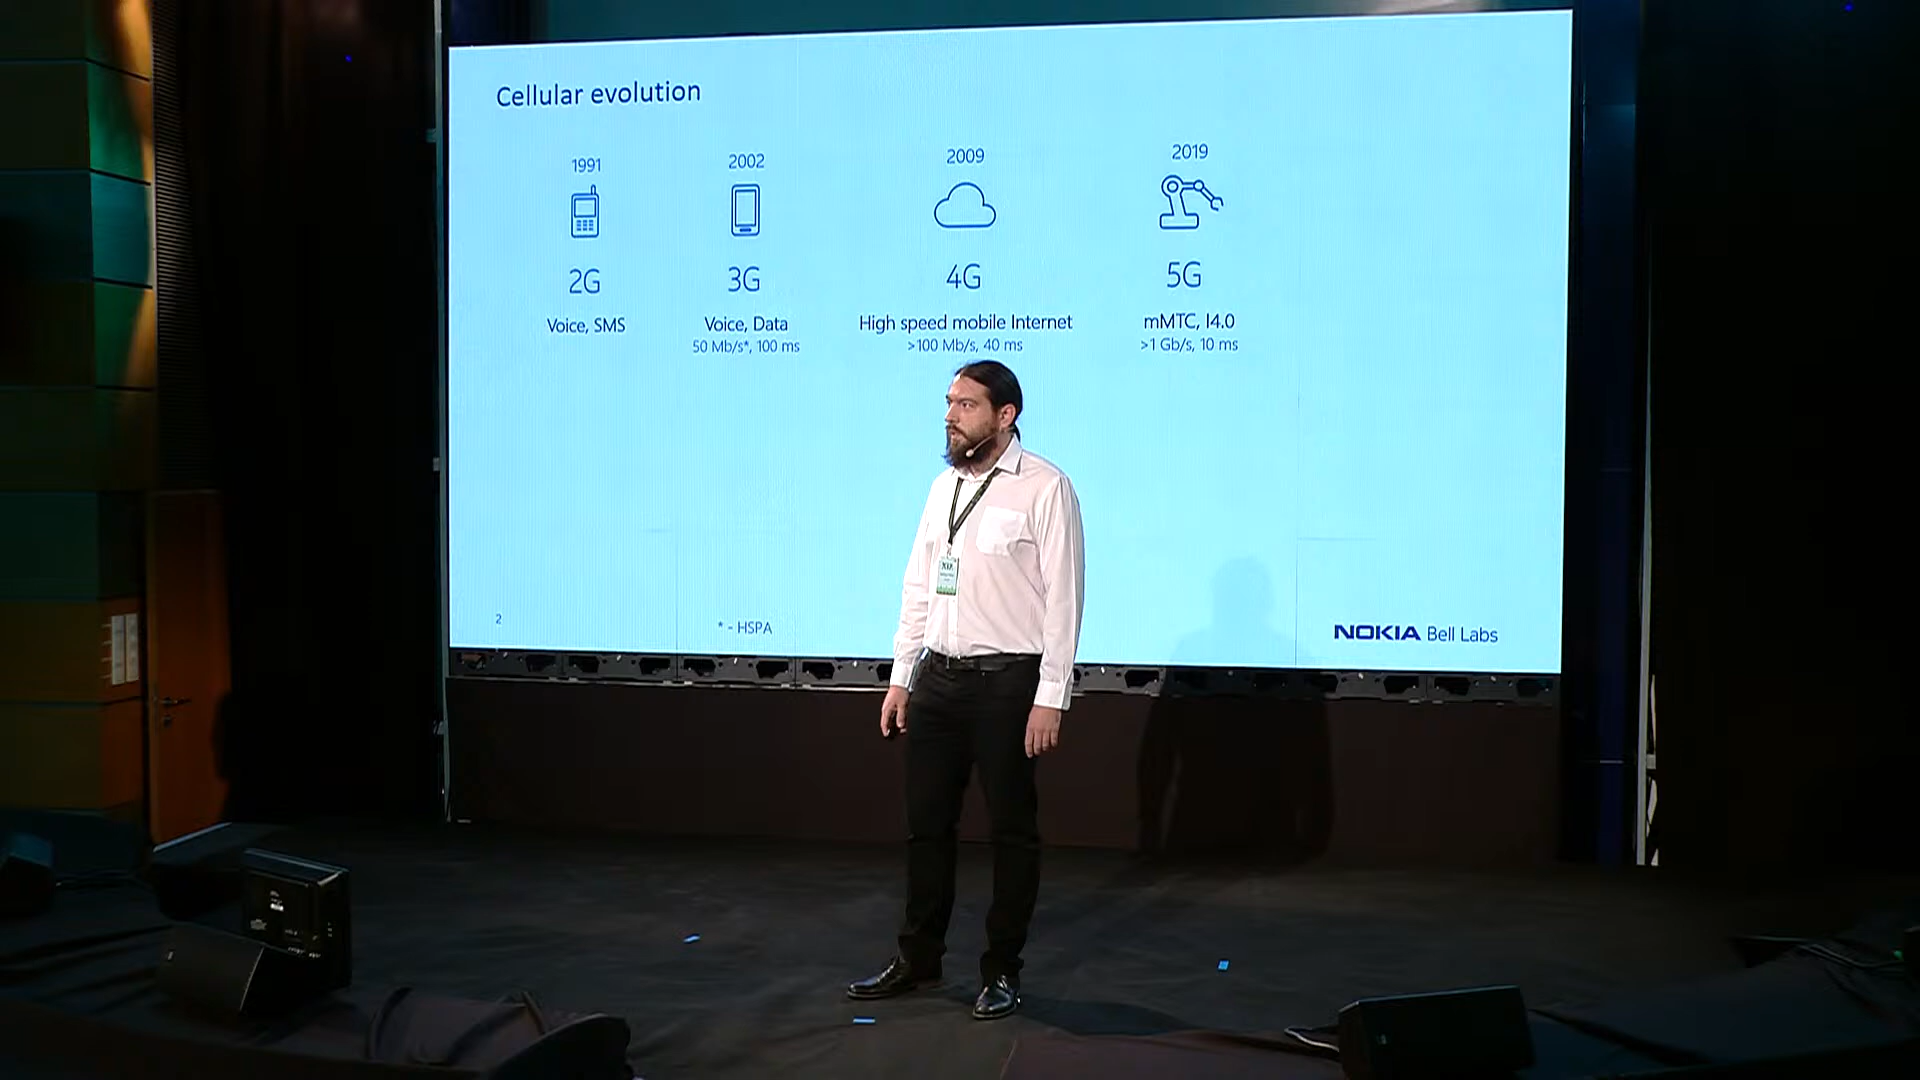 Cellular evolution
1991
2002
2009
2019
2G
3G
4G
5G
Voice, SMS
Voice, Data
High speed mobile Internet
mMTC, I4.0
50 Mb/s*, 100 ms
>100 Mb/s, 40 ms
>1 Gb/s, 10 ms
2
* - HSPA
NOKIA Bell Labs